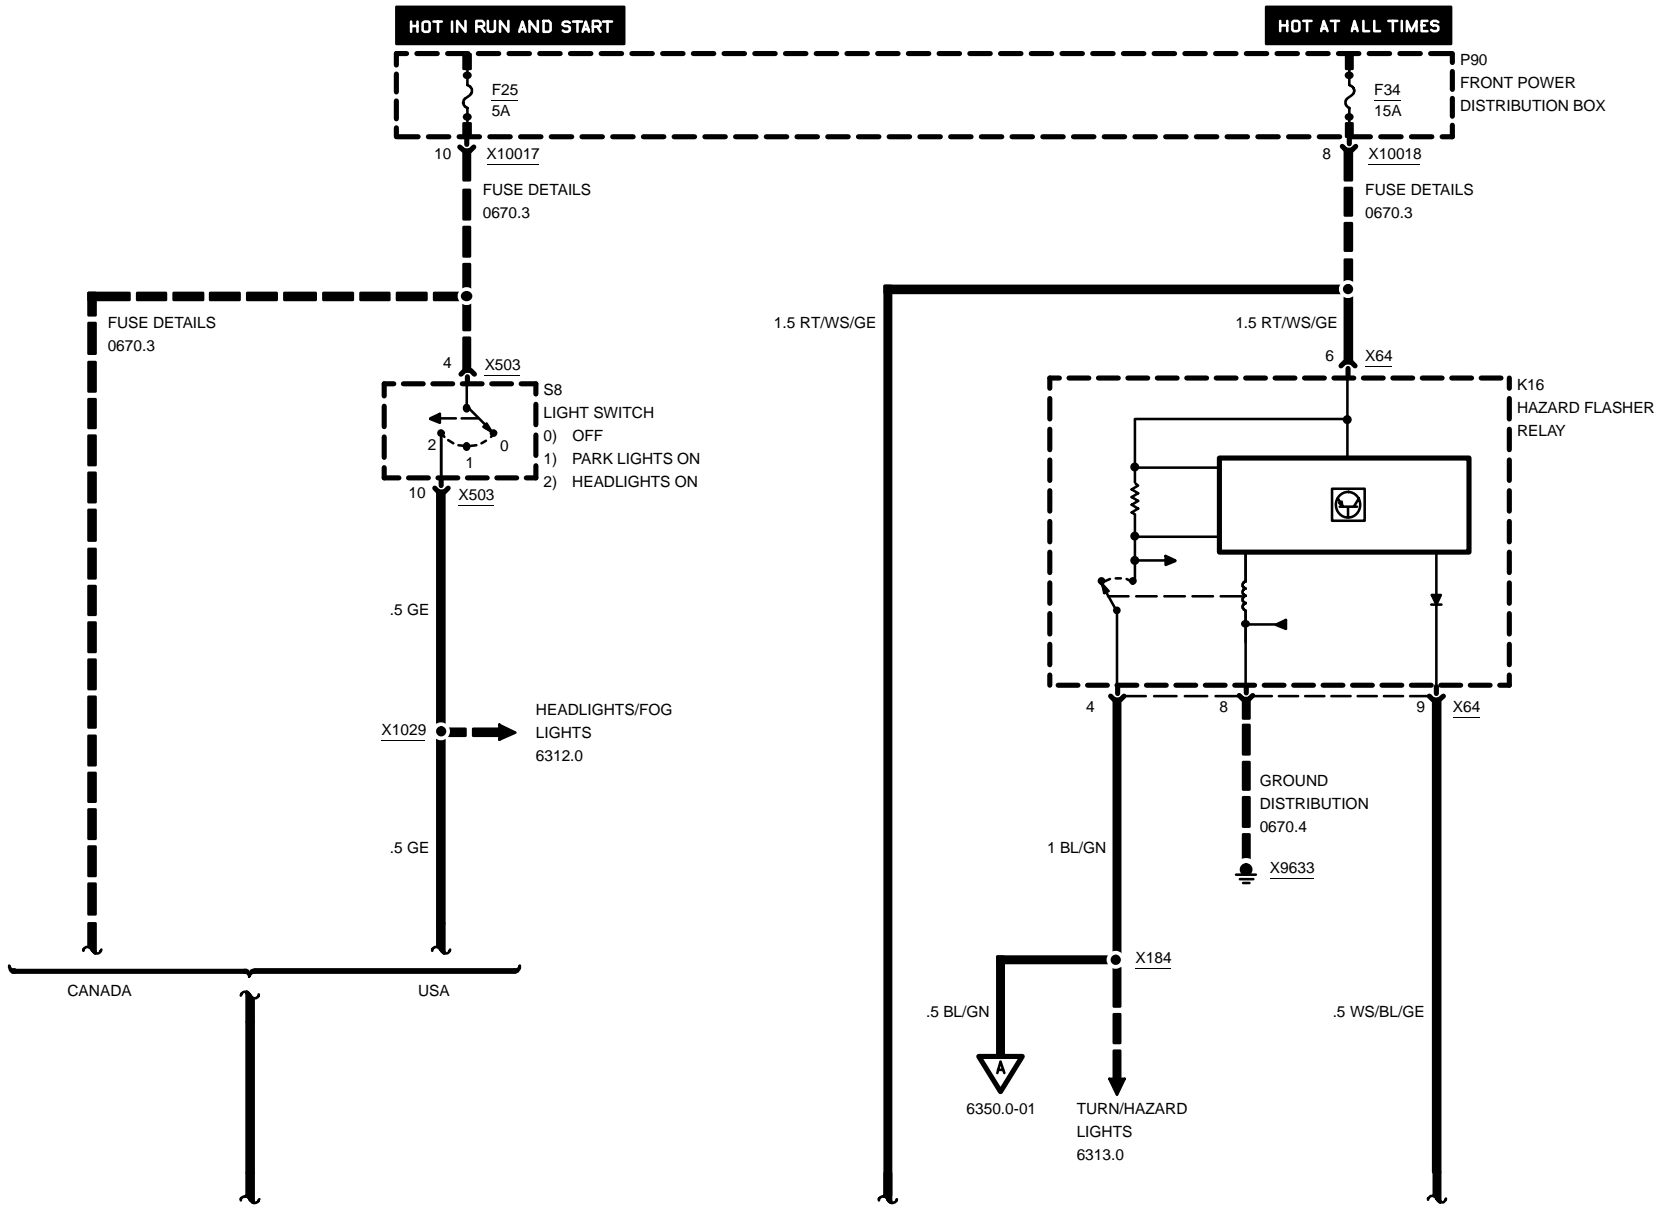 HOT IN RUN AND START
HOT AT ALL TIMES
P90
FRONT POWER
DISTRIBUTION BOX
F25
5A
F34
15A
10
X10017
8
X10018
FUSE DETAILS
0670.3
FUSE DETAILS
0670.3
FUSE DETAILS
0670.3
1.5 RT/WS/GE
1.5 RT/WS/GE
4
X503
6
X64
S8
LIGHT SWITCH
0) OFF
1) PARK LIGHTS ON
2) HEADLIGHTS ON
2
1
0
K16
HAZARD FLASHER
RELAY
10
X503
.5 GE
X1029
HEADLIGHTS/FOG
LIGHTS
6312.0
4
8
9
X64
GROUND
DISTRIBUTION
0670.4
.5 GE
1 BL/GN
X9633
X184
CANADA
USA
.5 BL/GN
.5 WS/BL/GE
A
6350.0-01
TURN/HAZARD
LIGHTS
6313.0